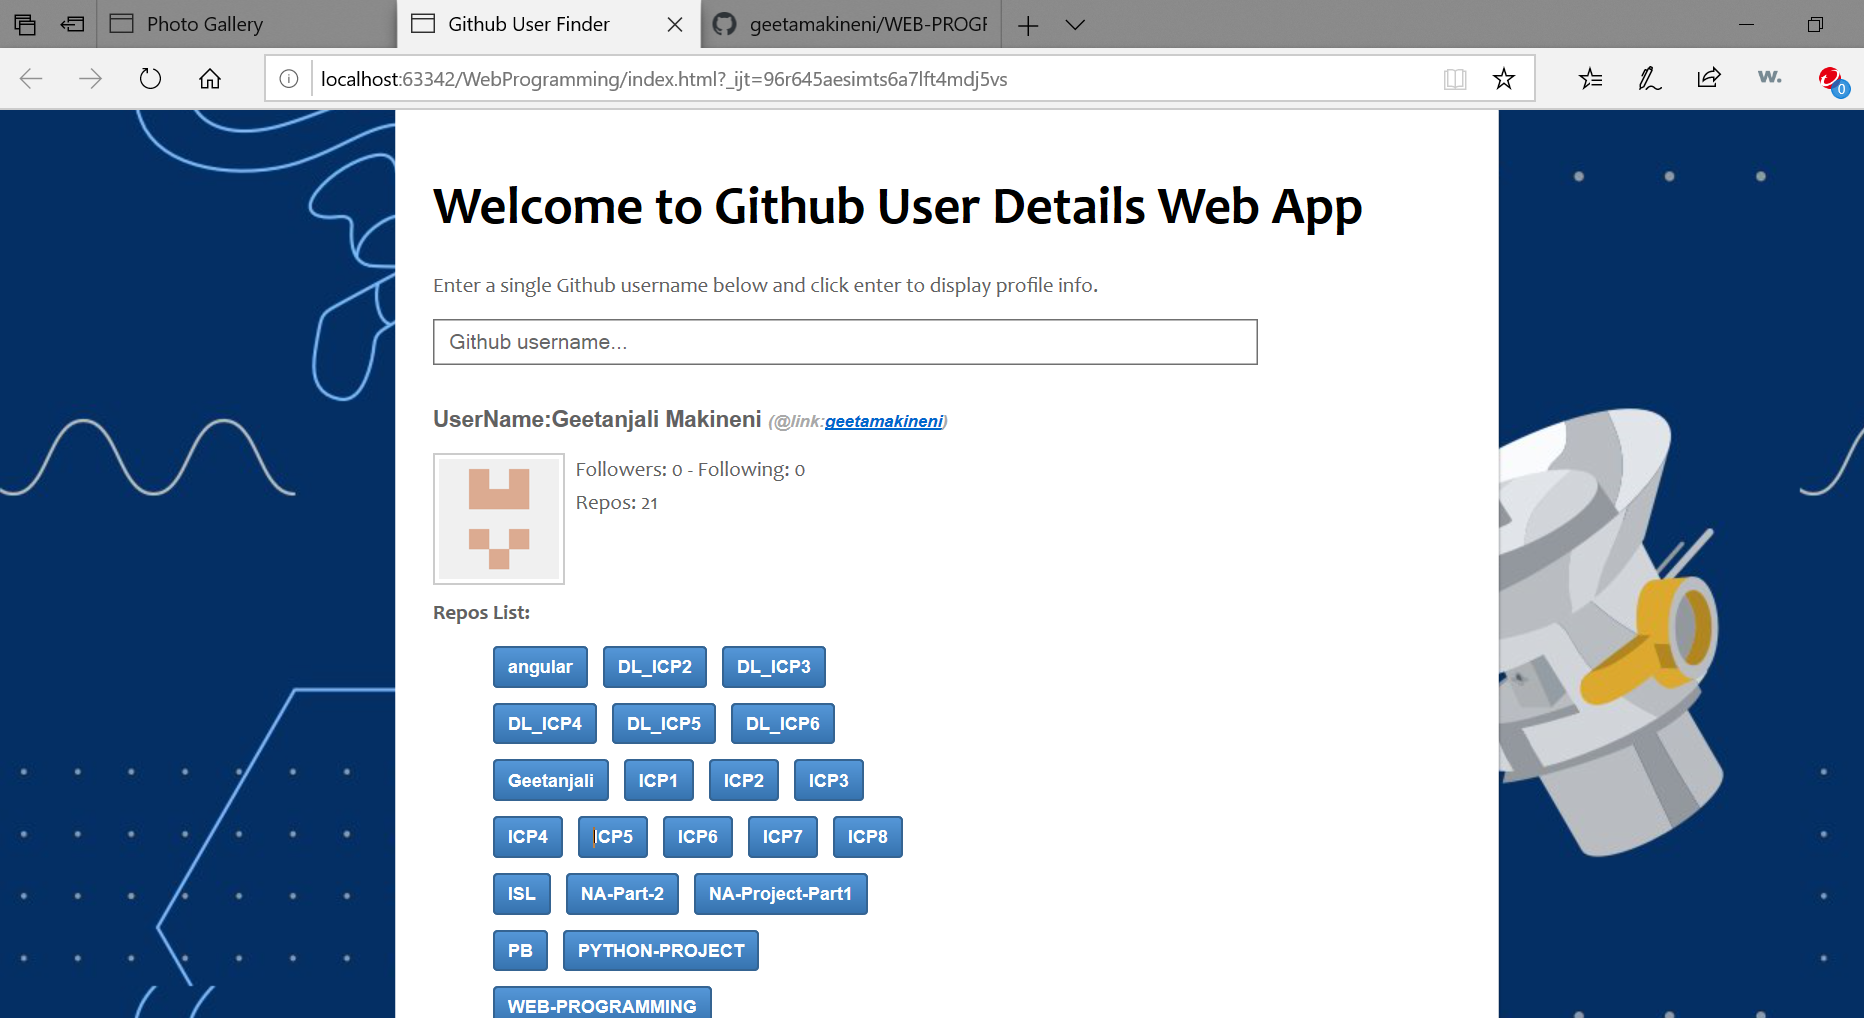 Photo Gallery
Github User Finder
geetamakineni/WEB-PROGR
localhost:63342/WebProgramming/index.html?_ijt=96r645aesimts6a7lft4mdj5vs
w.
0
Welcome to Github User Details Web App
Enter a single Github username below and click enter to display profile info.
Github username...
UserName:Geetanjali Makineni (@link:geetamakineni)
Followers: 0 - Following: 0
Repos: 21
Repos List:
angular DL_ICP2 DL_ICP3
DL_ICP4 DL_ICP5 DL_ICP6
Geetanjali ICP1 ICP2 ICP3
ICP4 ICP5 ICP6 ICP7 ICP8
ISL NA-Part-2 NA-Project-Part1
PB PYTHON-PROJECT
WEB-PROGRAMMING